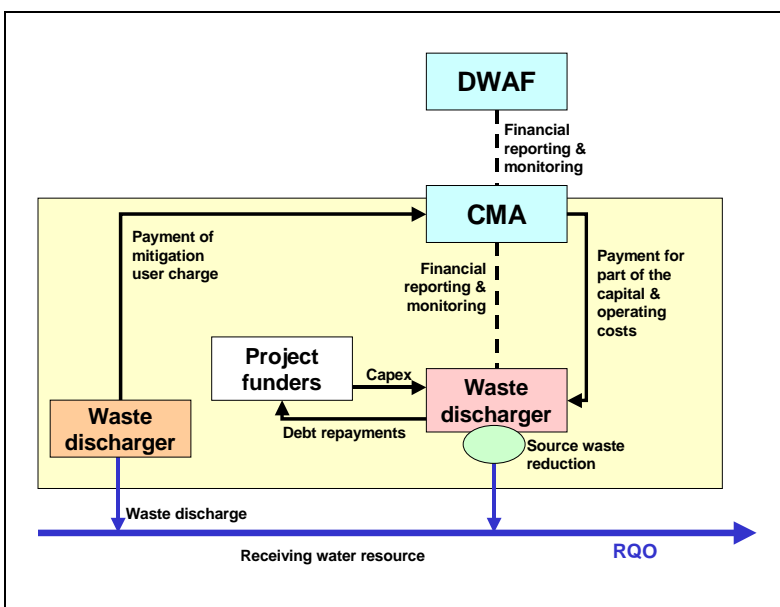 DWAF
Financial
reporting &
monitoring
CMA
Payment of
mitigation
user charge
Financial
reporting &
monitoring
Payment for
part of the
capital &
operating
costs
Project
funders
Capex
Waste
discharger
Debt repayments
Waste
discharger
Source waste
reduction
Waste discharge
Receiving water resource
RQO